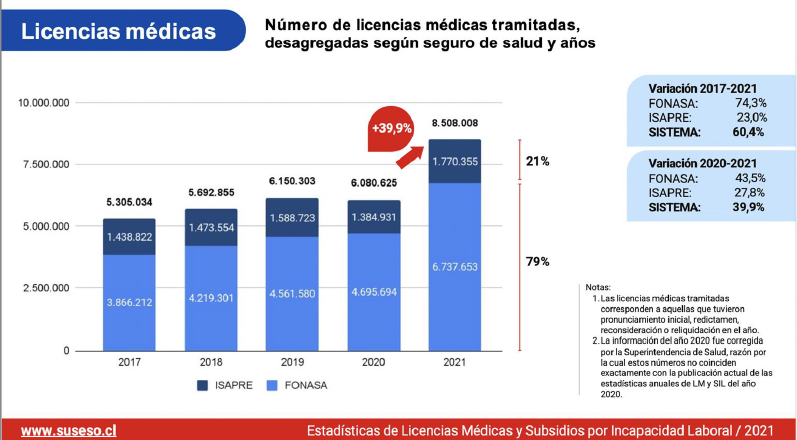 Licencias médicas
Número de licencias médicas tramitadas,
desagregadas según seguro de salud y años
Variación 2017-2021
FONASA: 74,3%
ISAPRE: 23,0%
SISTEMA: 60,4%
Variación 2020-2021
FONASA: 43,5%
ISAPRE: 27,8%
SISTEMA: 39,9%
10.000.000
7.500.000
5.000.000
2.500.000
0
5.305.034
1.438.822
3.866.212
2017
5.692.855
1.473.554
4.219.301
2018
6.150.303
1.588.723
4.561.580
2019
6.080.625
1.384.931
4.695.694
2020
+39,9%
8.508.008
1.770.355
6.737.653
2021
21%
79%
ISAPRE
FONASA
Notas:
1. Las licencias médicas tramitadas
corresponden a aquellas que tuvieron
pronunciamiento inicial, redictamen,
reconsideración o reliquidación en el año.
2. La información del año 2020 fue corregida
por la Superintendencia de Salud, razón por
la cual estos números no coinciden
exactamente con la publicación actual de las
estadísticas anuales de LM y SIL del año
2020.
www.suseso.cl
Estadísticas de Licencias Médicas y Subsidios por Incapacidad Laboral / 2021